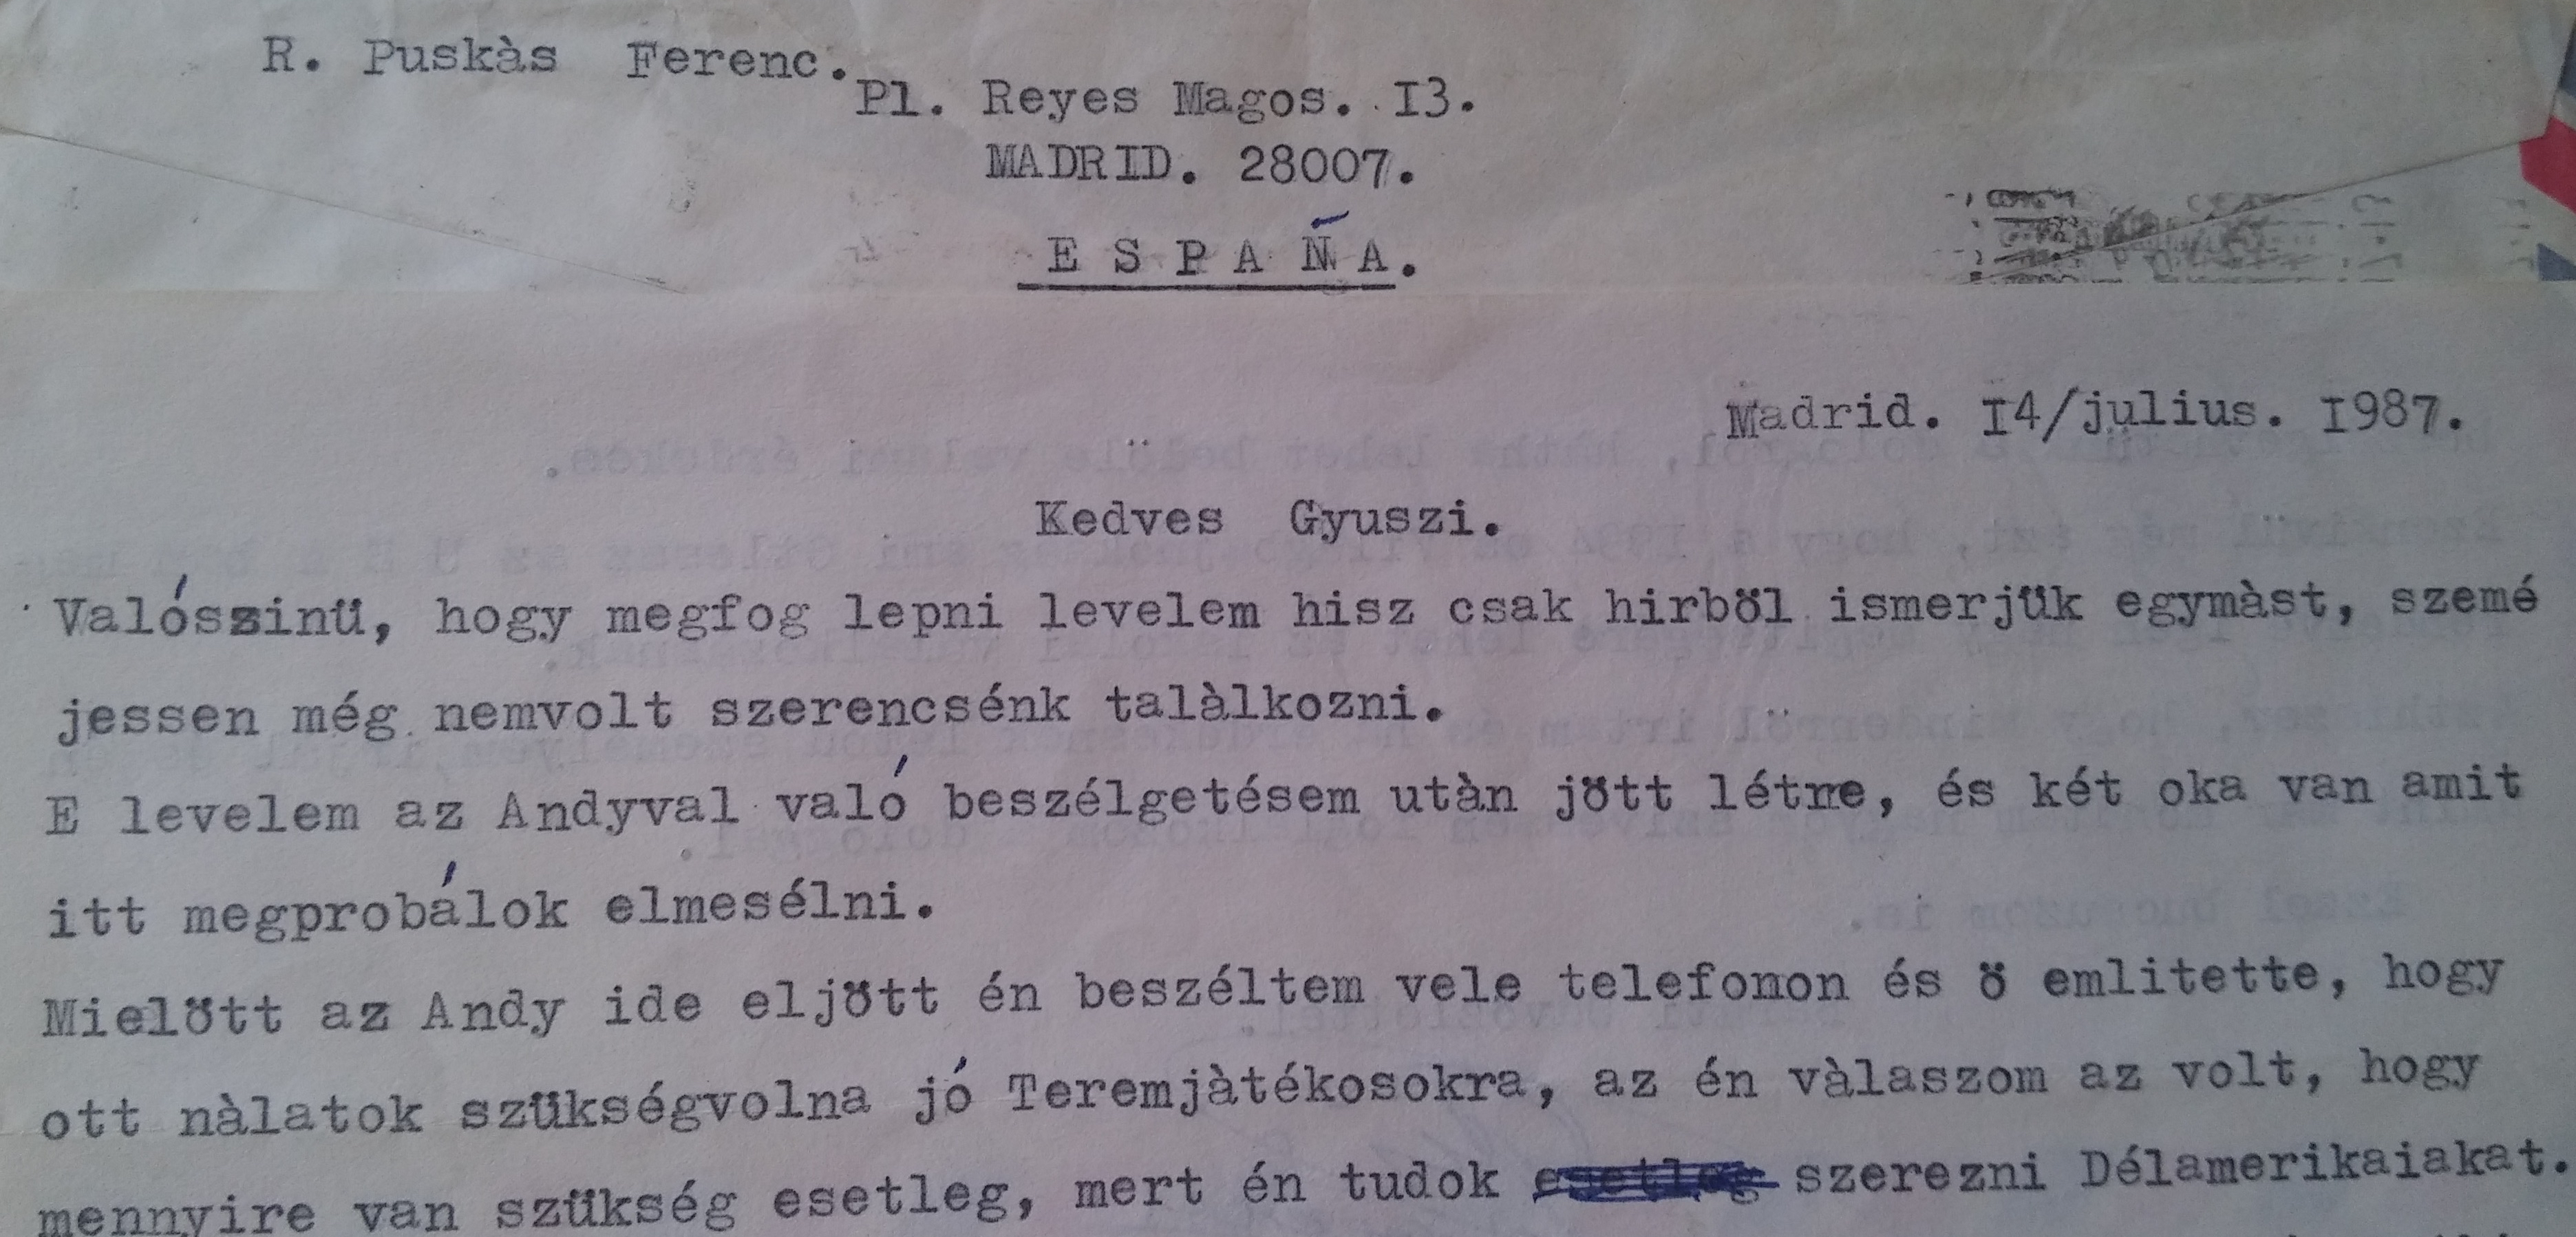 R. Puskàs Ferenc.
Pl. Reyes Magos. I3.
MADRID. 28007.
E S P A Ñ A.
Madrid. I4/julius. I987.
Kedves Gyuszi.
Valószinü, hogy megfog lepni levelem hisz csak hirböl ismerjük egymàst, szemé
jessen még nemvolt szerencsénk talàlkozni.
E levelem az Andyval való beszélgetésem utàn jött létre, és két oka van amit
itt megprobálok elmesélni.
Mielött az Andy ide eljött én beszéltem vele telefonon és ö emlitette, hogy
ott nàlatok szükségvolna jó Teremjàtékosokra, az én vàlaszom az volt, hogy
mennyire van szükség esetleg, mert én tudok esetleg szerezni Délamerikaiakat.